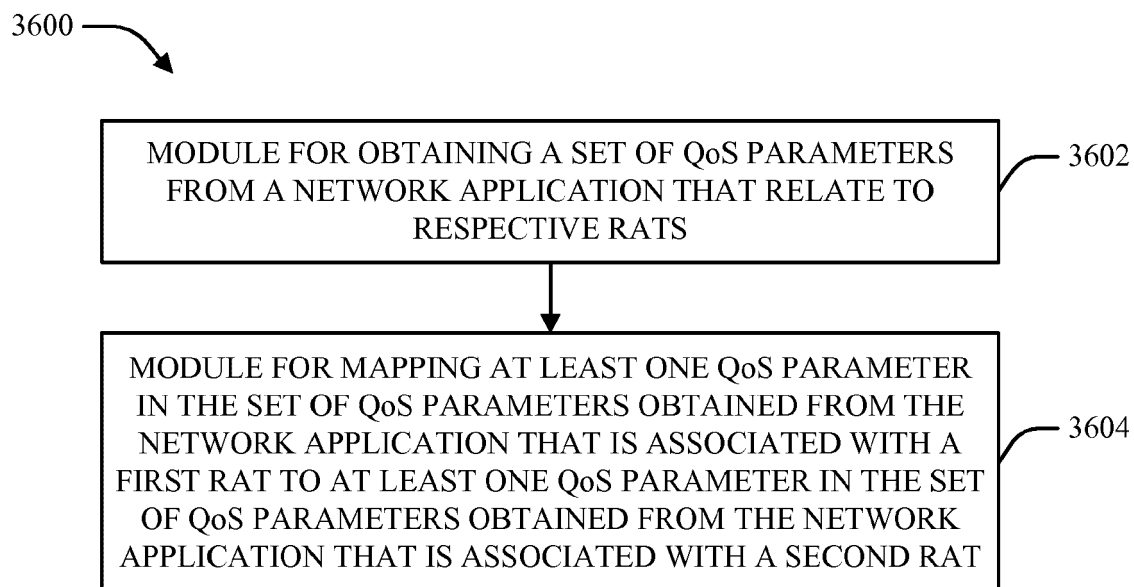 3600
MODULE FOR OBTAINING A SET OF QoS PARAMETERS
FROM A NETWORK APPLICATION THAT RELATE TO
RESPECTIVE RATS
3602
MODULE FOR MAPPING AT LEAST ONE QoS PARAMETER
IN THE SET OF QoS PARAMETERS OBTAINED FROM THE
NETWORK APPLICATION THAT IS ASSOCIATED WITH A
FIRST RAT TO AT LEAST ONE QoS PARAMETER IN THE SET
OF QoS PARAMETERS OBTAINED FROM THE NETWORK
APPLICATION THAT IS ASSOCIATED WITH A SECOND RAT
3604